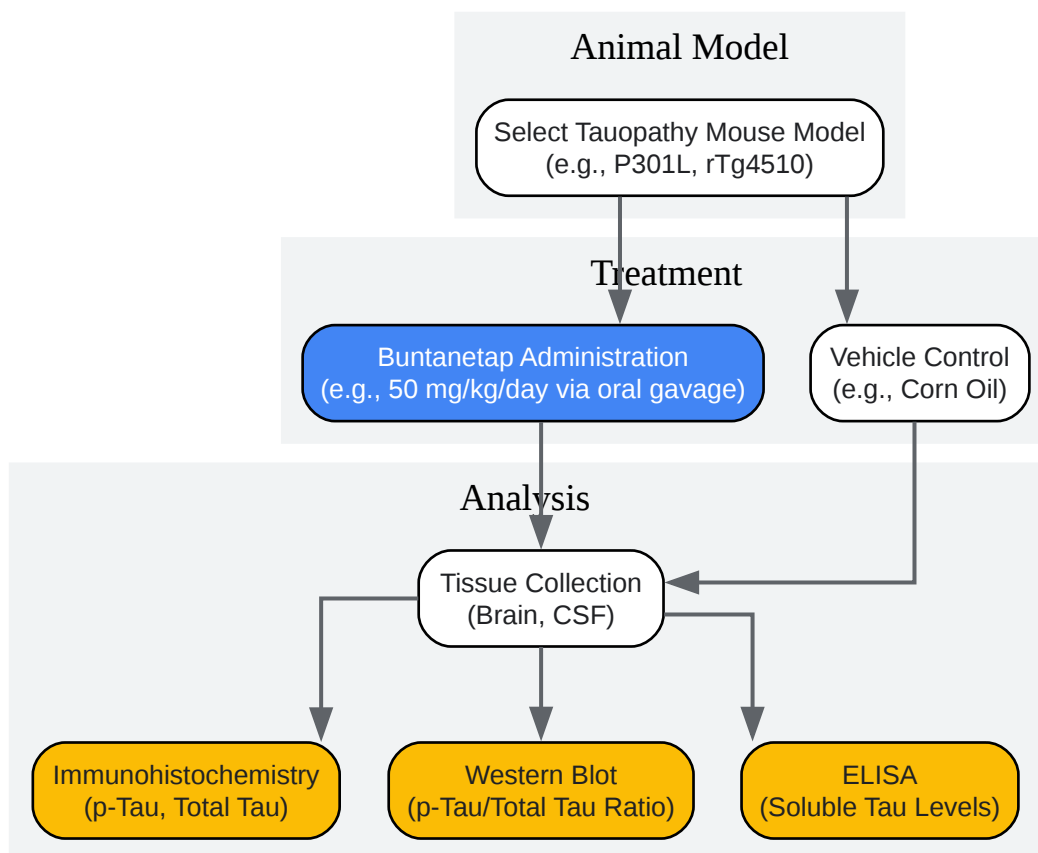 Animal Model
Select Tauopathy Mouse Model
(e.g., P301L, rTg4510)
Treatment
Buntanetap Administration
(e.g., 50 mg/kg/day via oral gavage)
Vehicle Control
(e.g., Corn Oil)
Analysis
Tissue Collection
(Brain, CSF)
Immunohistochemistry
(p-Tau, Total Tau)
Western Blot
(p-Tau/Total Tau Ratio)
ELISA
(Soluble Tau Levels)